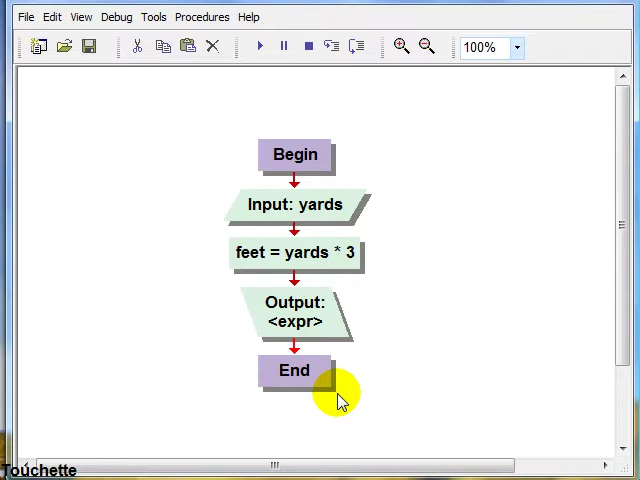 File Edit View Debug Tools Procedures Help
100%
Begin
Input: yards
feet = yards * 3
Output:
<expr>
End
Touchette